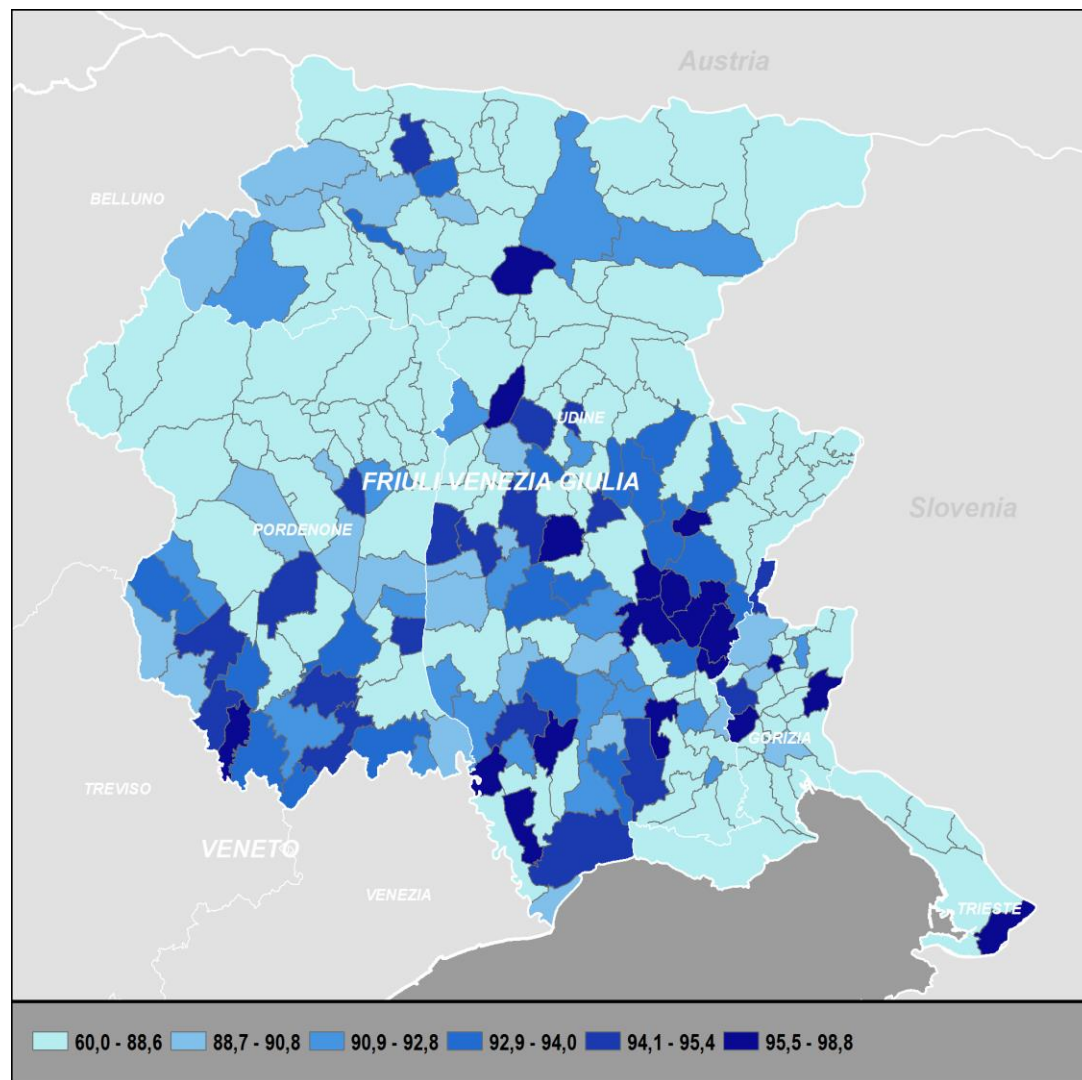 Austria
BELLUNO
UDINE
FRIULI VENEZIA GIULIA
Slovenia
PORDENONE
GORIZIA
TREVISO
VENETO
VENEZIA
TRIESTE
60,0 - 88,6 88,7 - 90,8 90,9 - 92,8 92,9 - 94,0 94,1 - 95,4 95,5 - 98,8